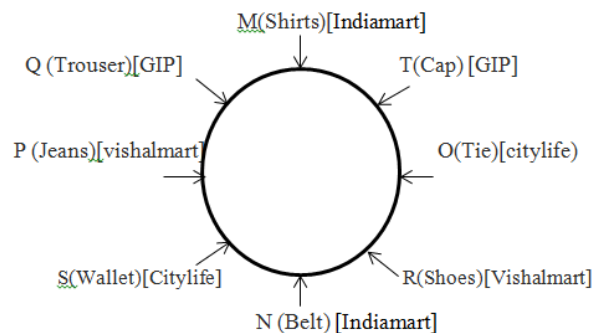 M(Shirts)[Indiamart]
Q (Trouser)[GIP]
T(Cap) [GIP]
P (Jeans)[vishalmart]
O(Tie)[citylife)
S(Wallet)[Citylife]
R(Shoes)[Vishalmart]
N (Belt) [Indiamart]